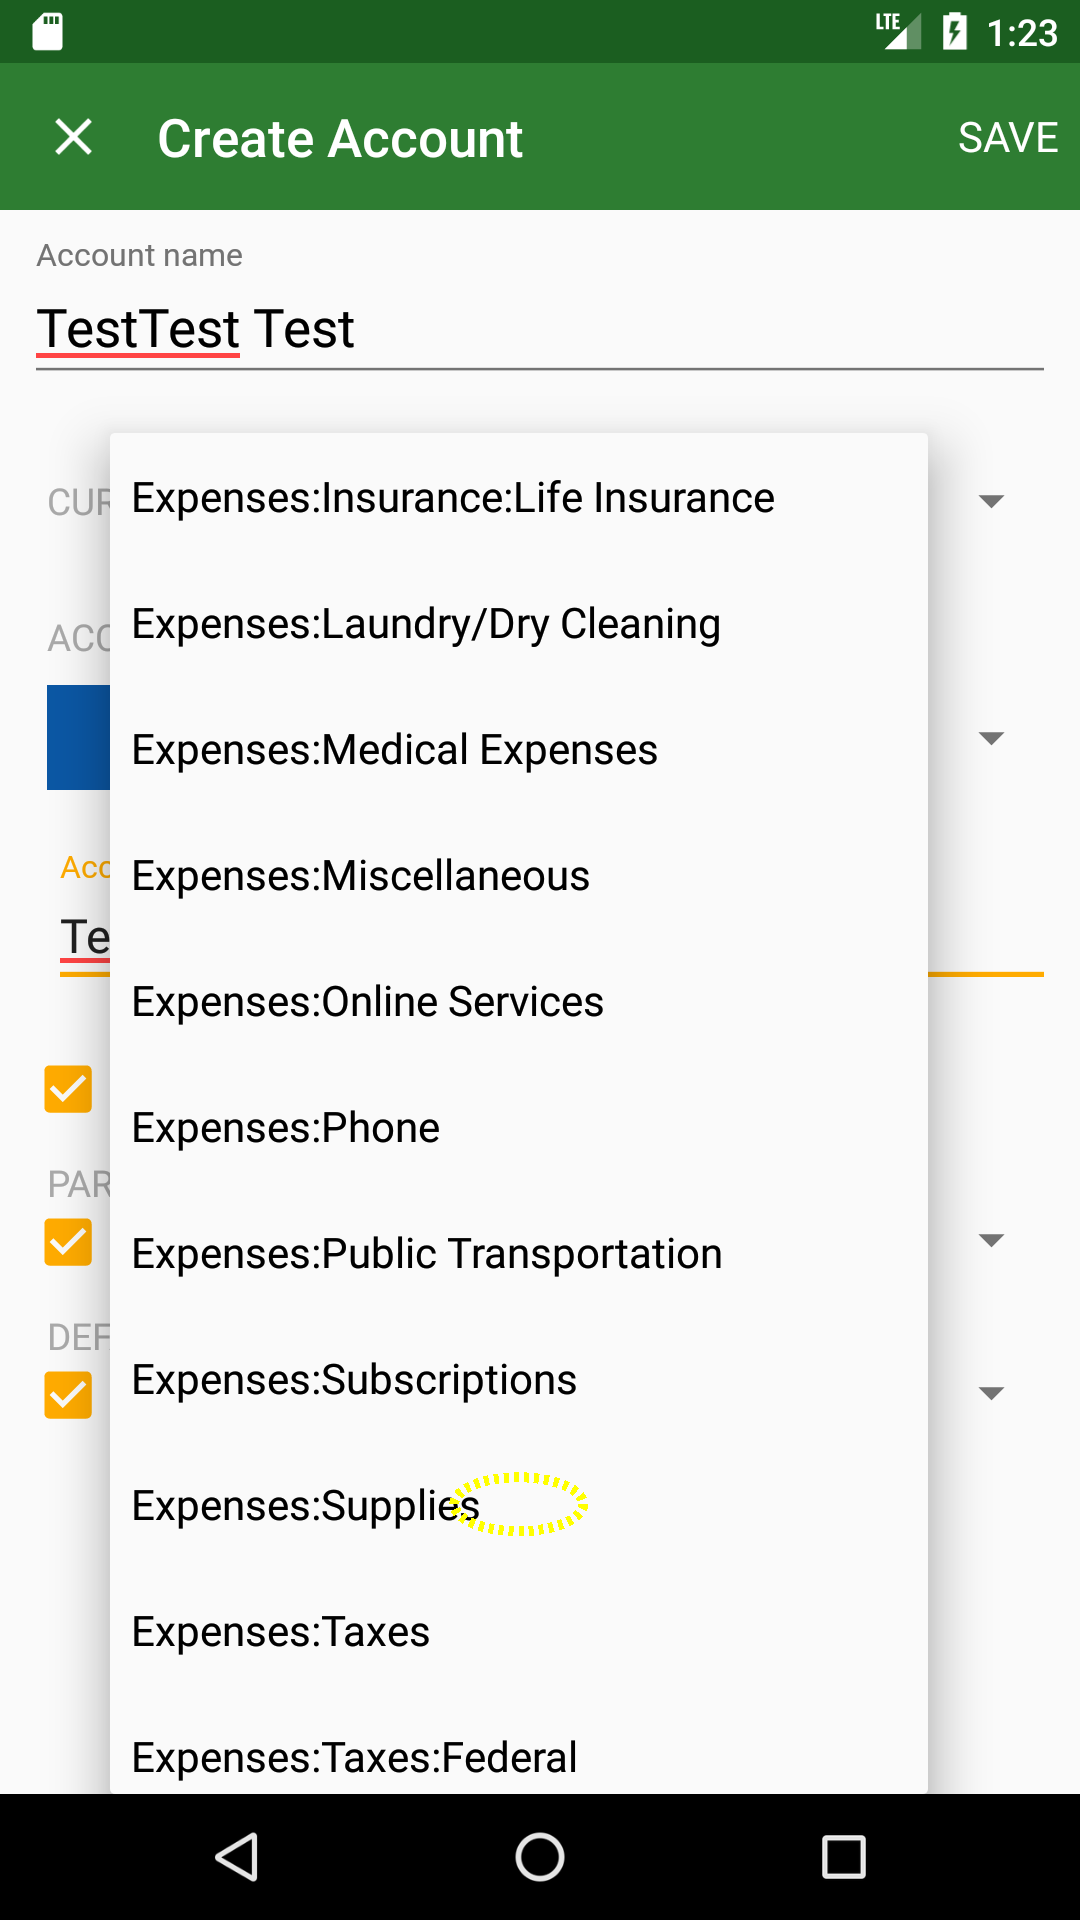 LTE 1:23
Create Account SAVE
Account name
TestTest Test
Expenses:Insurance:Life Insurance
CUR
Expenses:Laundry/Dry Cleaning
ACC
Expenses:Medical Expenses
Acc
Expenses:Miscellaneous
Te
Expenses:Online Services
Expenses:Phone
PAR
Expenses:Public Transportation
DEF
Expenses:Subscriptions
Expenses:Supplies
Expenses:Taxes
Expenses:Taxes:Federal